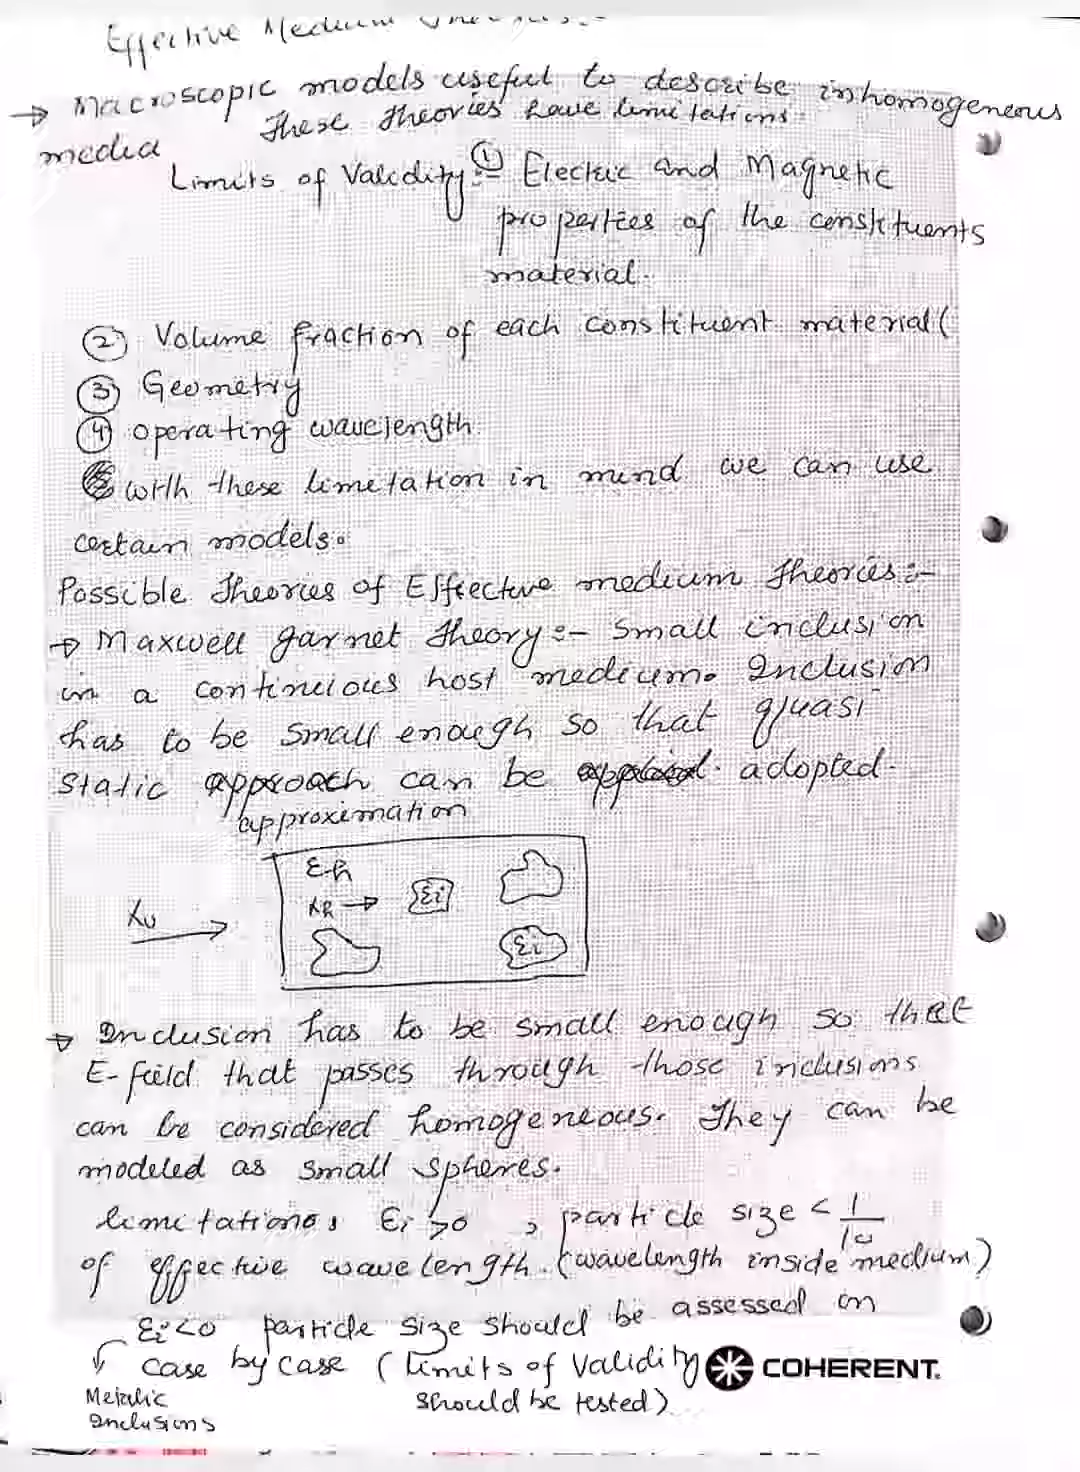 Effective Medium Theories:-
→ Macroscopic models useful to describe inhomogeneous
media These theories have limitations.
Limits of Validity:- ① Electric and Magnetic
properties of the constituents
material.
② Volume fraction of each constituent material (
③ Geometry
④ operating wavelength
with these limetation in mind we can use
certain models.
Possible Theories of Effective medium Theories:-
→ Maxwell garnet Theory:- small inclusion
in a continuous host medium. Inclusion
has to be small enough so that quasi
static approach can be adopted.
approximation
εh
λ0 →
λh →
εi
εi
→ Inclusion has to be small enough so that
E-feild that passes through those inclusions
can be considered homogeneous. They can be
modeled as small spheres.
limitations εi >0 , particle size < 1/10
of effective wavelength. (wavelength inside medium)
εi<0 particle size should be assessed on
case by case (limits of Validity
COHERENT.
should be tested)
Metalic
Inclusions